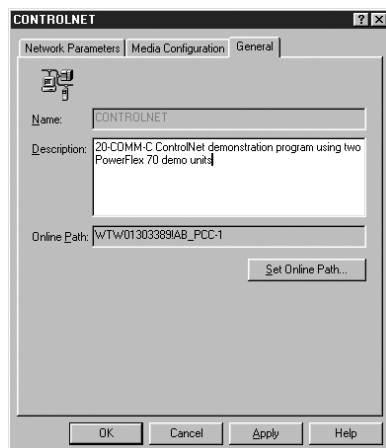 CONTROLNET
Network Parameters Media Configuration General
Name: CONTROLNET
Description: 20-COMM-C ControlNet demonstration program using two
PowerFlex 70 demo units
Online Path: WTW01303389!AB_PCC-1
Set Online Path...
OK Cancel Apply Help